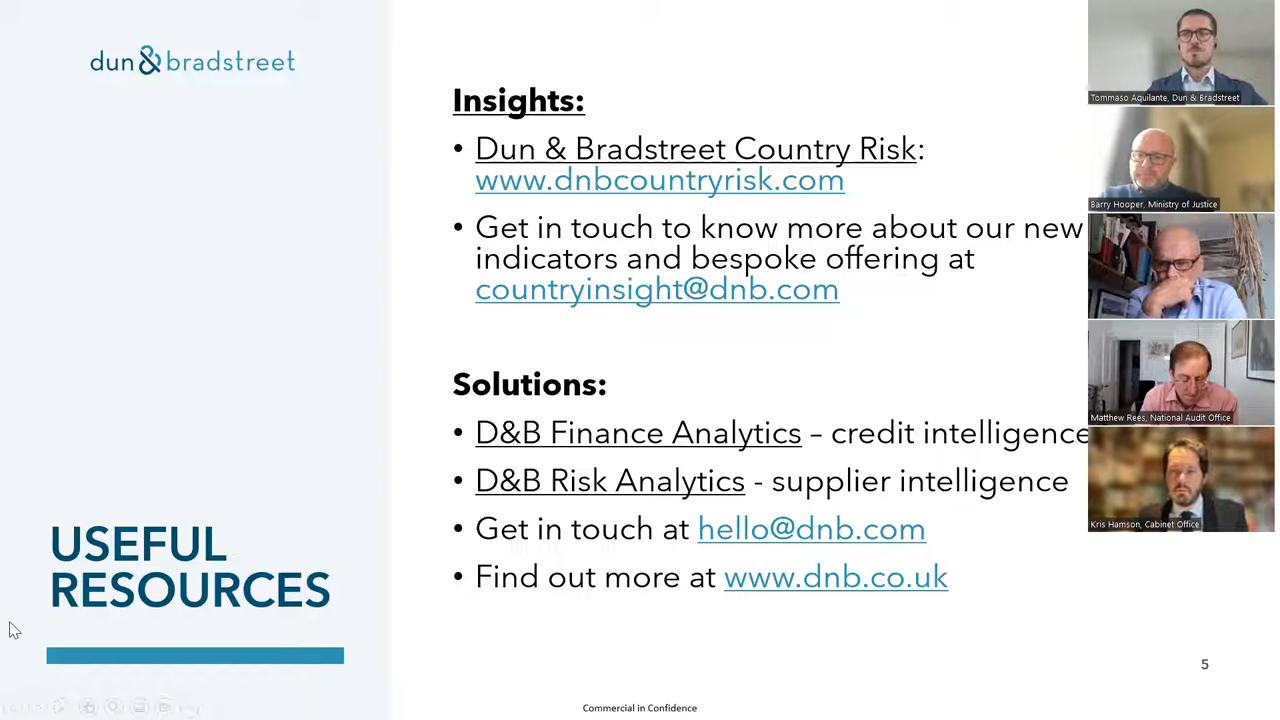 dun & bradstreet
Insights:
• Dun & Bradstreet Country Risk:
www.dnbcountryrisk.com
• Get in touch to know more about our new
indicators and bespoke offering at
countryinsight@dnb.com
Solutions:
• D&B Finance Analytics – credit intelligence
• D&B Risk Analytics - supplier intelligence
• Get in touch at hello@dnb.com
• Find out more at www.dnb.co.uk
USEFUL
RESOURCES
5
Commercial in Confidence
Tommaso Aquilante, Dun & Bradstreet
Barry Hooper, Ministry of Justice
Matthew Rees, National Audit Office
Kris Hamson, Cabinet Office